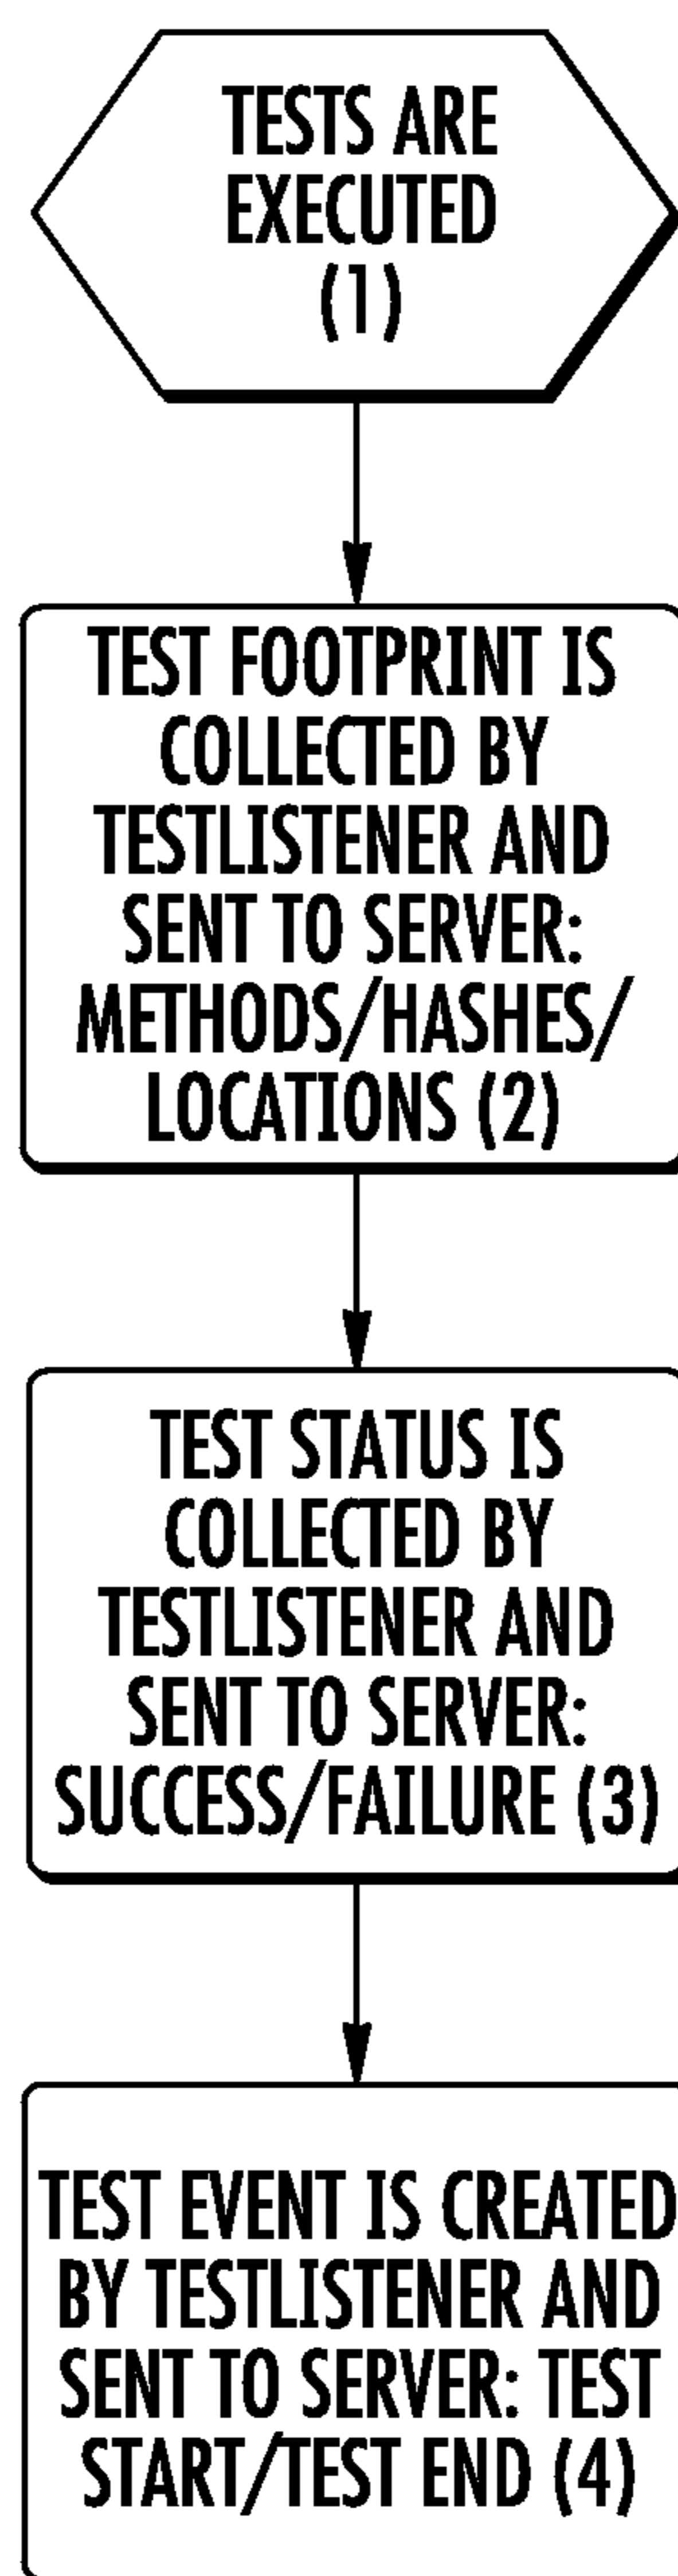 TESTS ARE
EXECUTED
(1)
TEST FOOTPRINT IS
COLLECTED BY
TESTLISTENER AND
SENT TO SERVER:
METHODS/HASHES/
LOCATIONS (2)
TEST STATUS IS
COLLECTED BY
TESTLISTENER AND
SENT TO SERVER:
SUCCESS/FAILURE (3)
TEST EVENT IS CREATED
BY TESTLISTENER AND
SENT TO SERVER: TEST
START/TEST END (4)